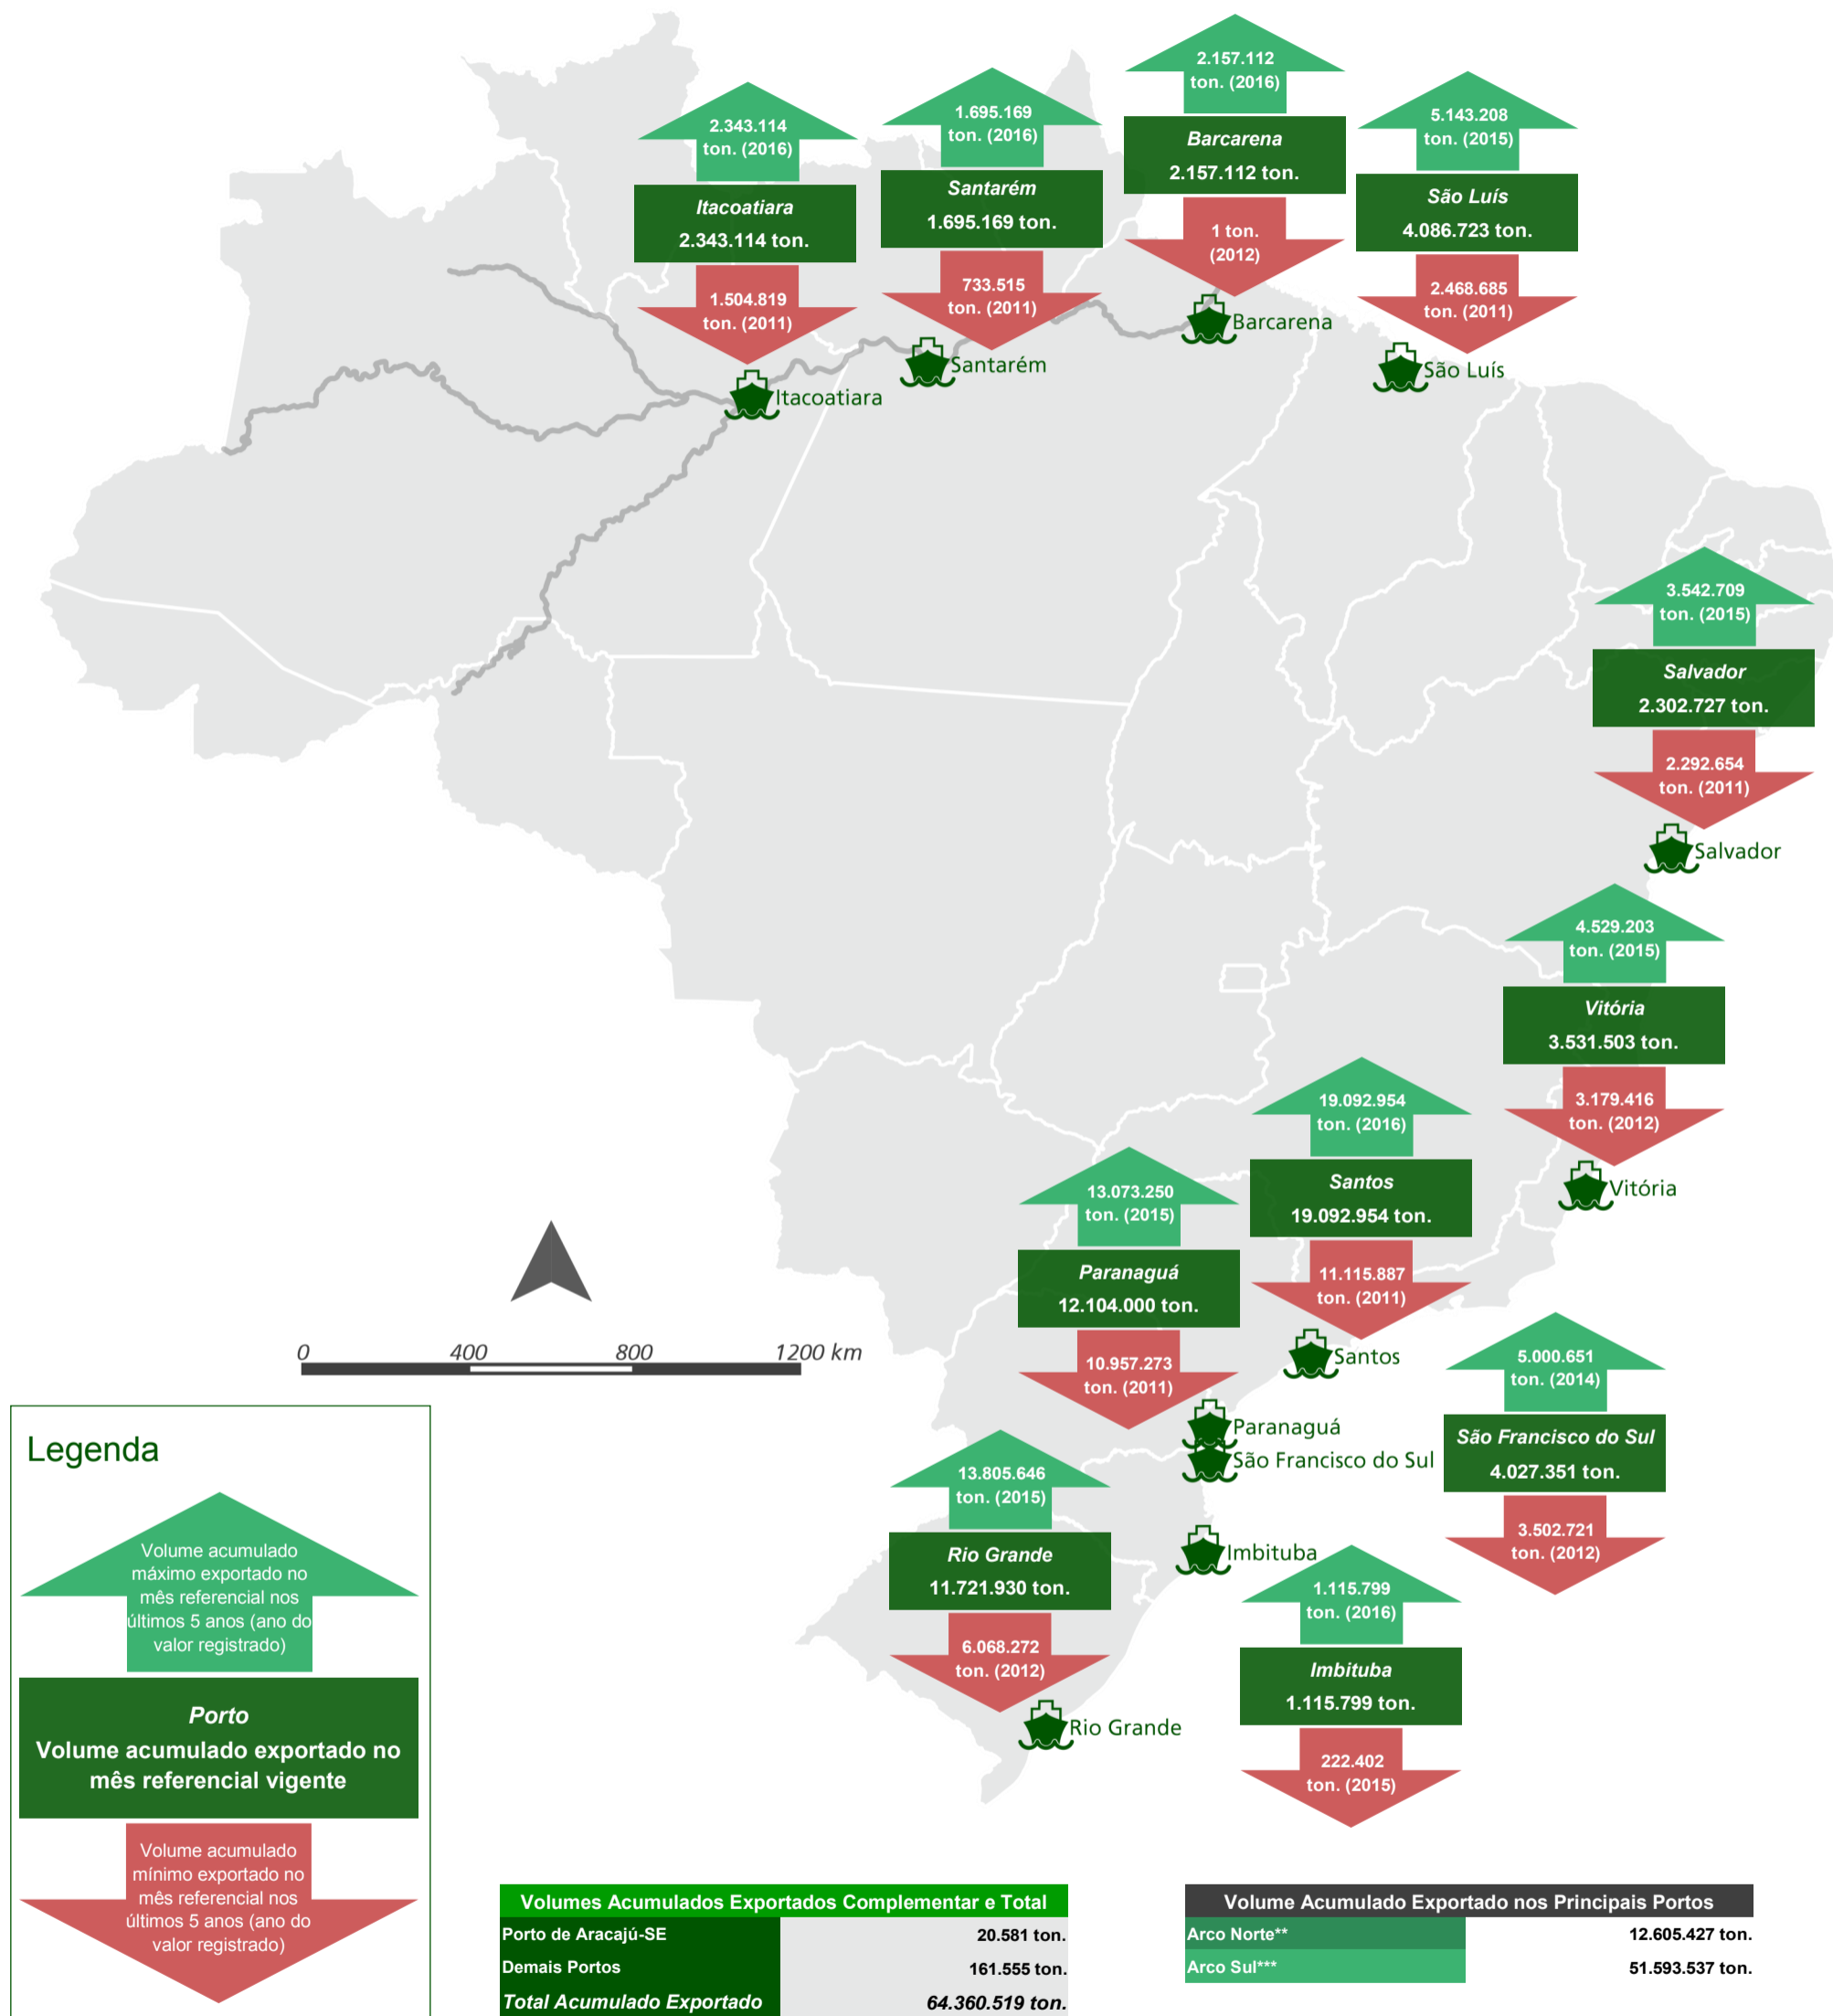 2.157.112
ton. (2016)
Barcarena
2.157.112 ton.
1 ton.
(2012)
1.695.169
ton. (2016)
Santarém
1.695.169 ton.
733.515
ton. (2011)
5.143.208
ton. (2015)
São Luís
4.086.723 ton.
2.468.685
ton. (2011)
2.343.114
ton. (2016)
Itacoatiara
2.343.114 ton.
1.504.819
ton. (2011)
Barcarena
Santarém
São Luís
Itacoatiara
3.542.709
ton. (2015)
Salvador
2.302.727 ton.
2.292.654
ton. (2011)
Salvador
4.529.203
ton. (2015)
Vitória
3.531.503 ton.
3.179.416
ton. (2012)
Vitória
19.092.954
ton. (2016)
Santos
19.092.954 ton.
11.115.887
ton. (2011)
Santos
13.073.250
ton. (2015)
Paranaguá
12.104.000 ton.
10.957.273
ton. (2011)
Paranaguá
São Francisco do Sul
5.000.651
ton. (2014)
São Francisco do Sul
4.027.351 ton.
3.502.721
ton. (2012)
0 400 800 1200 km
13.805.646
ton. (2015)
Rio Grande
11.721.930 ton.
6.068.272
ton. (2012)
Rio Grande
Imbituba
1.115.799
ton. (2016)
Imbituba
1.115.799 ton.
222.402
ton. (2015)
Legenda
Volume acumulado
máximo exportado no
mês referencial nos
últimos 5 anos (ano do
valor registrado)
Porto
Volume acumulado exportado no
mês referencial vigente
Volume acumulado
mínimo exportado no
mês referencial nos
últimos 5 anos (ano do
valor registrado)
Volumes Acumulados Exportados Complementar e Total
Porto de Aracajú-SE 20.581 ton.
Demais Portos 161.555 ton.
Total Acumulado Exportado 64.360.519 ton.
Volume Acumulado Exportado nos Principais Portos
Arco Norte** 12.605.427 ton.
Arco Sul*** 51.593.537 ton.